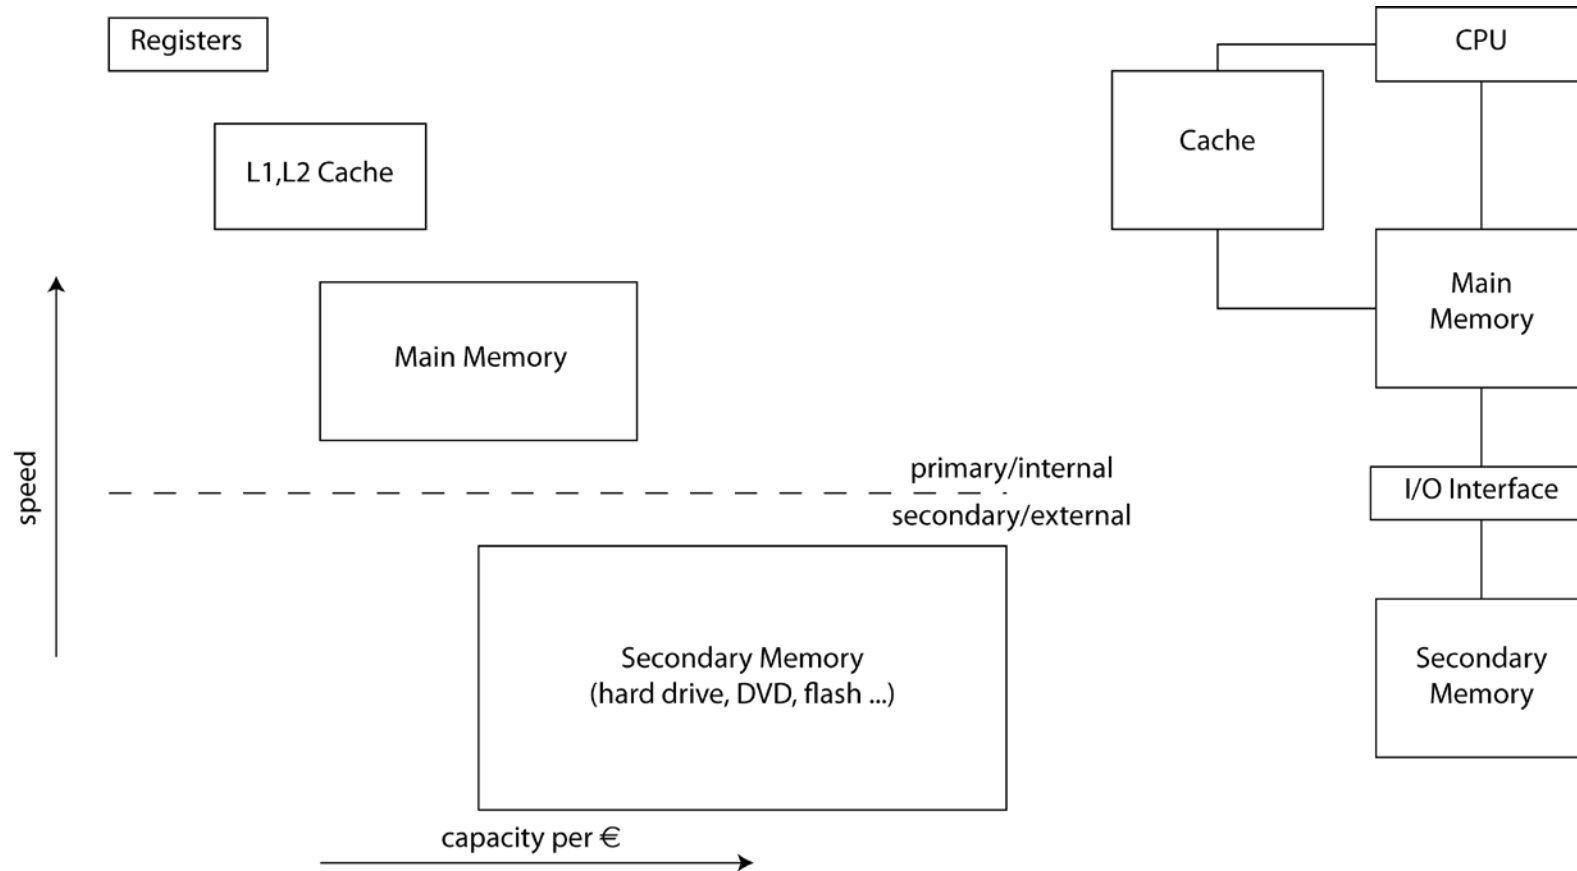 Registers
CPU
Cache
L1,L2 Cache
Main
Memory
Main Memory
speed
primary/internal
secondary/external
I/O Interface
Secondary Memory
(hard drive, DVD, flash ...)
Secondary
Memory
capacity per €